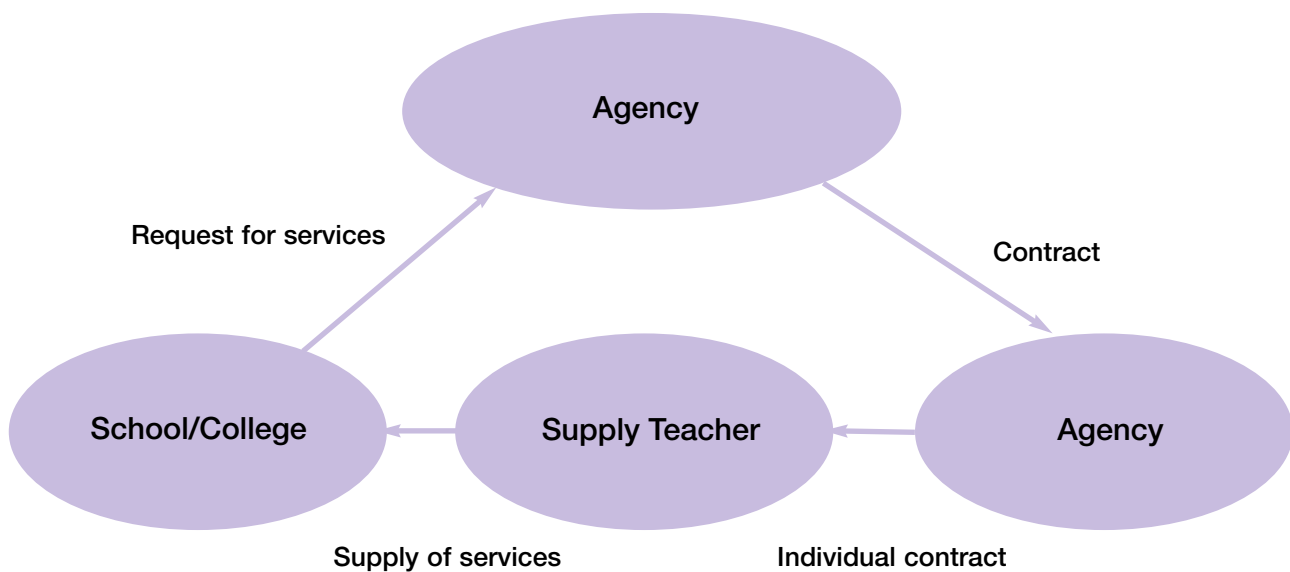 Agency
Request for services
Contract
School/College
Supply Teacher
Agency
Supply of services
Individual contract